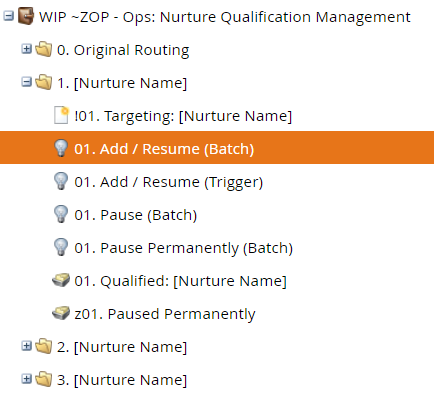 WIP ~ZOP - Ops: Nurture Qualification Management
0. Original Routing
1. [Nurture Name]
!01. Targeting: [Nurture Name]
01. Add / Resume (Batch)
01. Add / Resume (Trigger)
01. Pause (Batch)
01. Pause Permanently (Batch)
01. Qualified: [Nurture Name]
z01. Paused Permanently
2. [Nurture Name]
3. [Nurture Name]